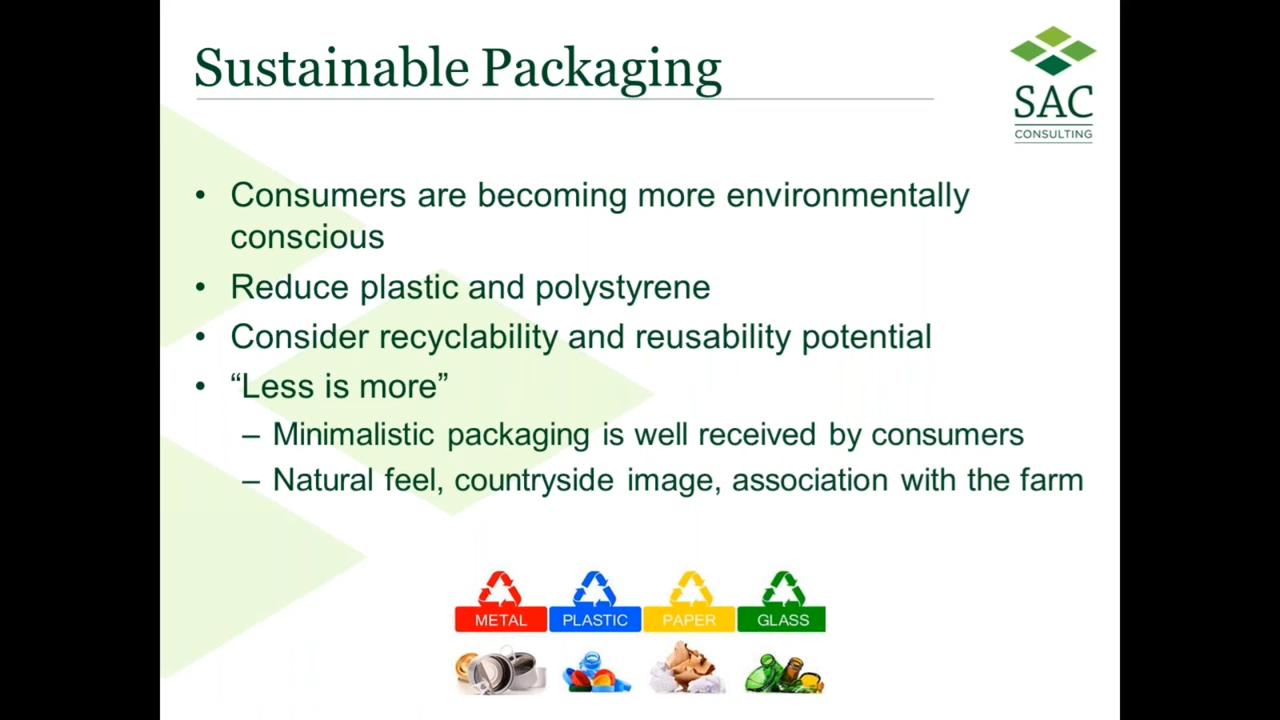 Sustainable Packaging
SAC
CONSULTING
• Consumers are becoming more environmentally
conscious
• Reduce plastic and polystyrene
• Consider recyclability and reusability potential
• “Less is more”
– Minimalistic packaging is well received by consumers
– Natural feel, countryside image, association with the farm
METAL PLASTIC PAPER GLASS